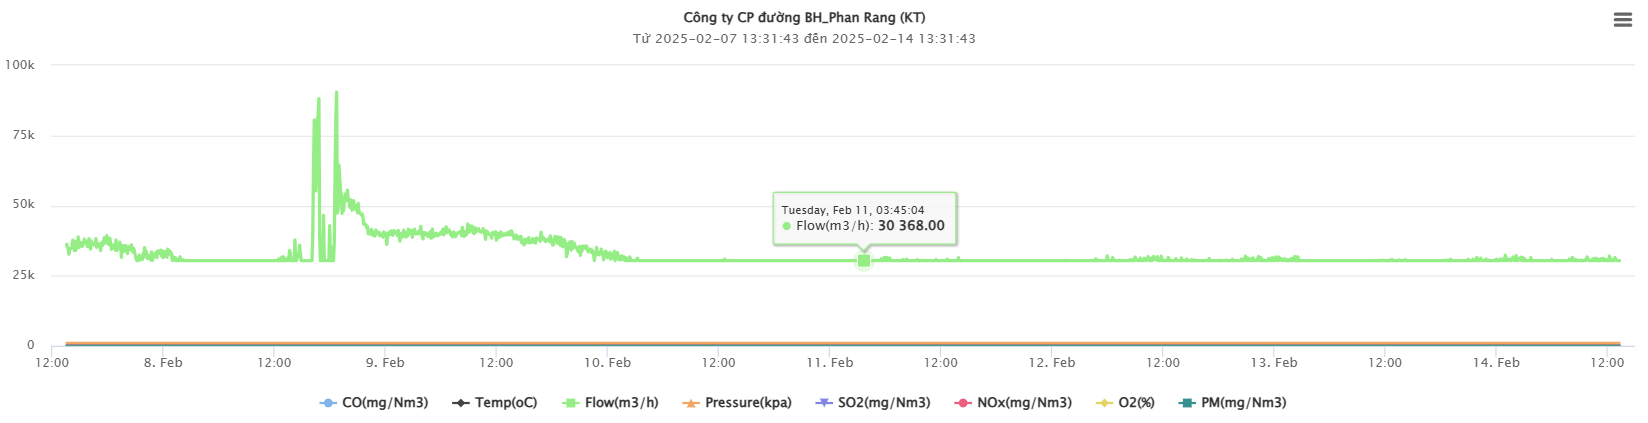 Công ty CP đường BH_Phan Rang (KT)
Từ 2025-02-07 13:31:43 đến 2025-02-14 13:31:43
100k
75k
50k
25k
0
Tuesday, Feb 11, 03:45:04
Flow(m3/h): 30 368.00
12:00 8. Feb 12:00 9. Feb 12:00 10. Feb 12:00 11. Feb 12:00 12. Feb 12:00 13. Feb 12:00 14. Feb 12:00
CO(mg/Nm3) Temp(oC) Flow(m3/h) Pressure(kpa) SO2(mg/Nm3) NOx(mg/Nm3) O2(%) PM(mg/Nm3)